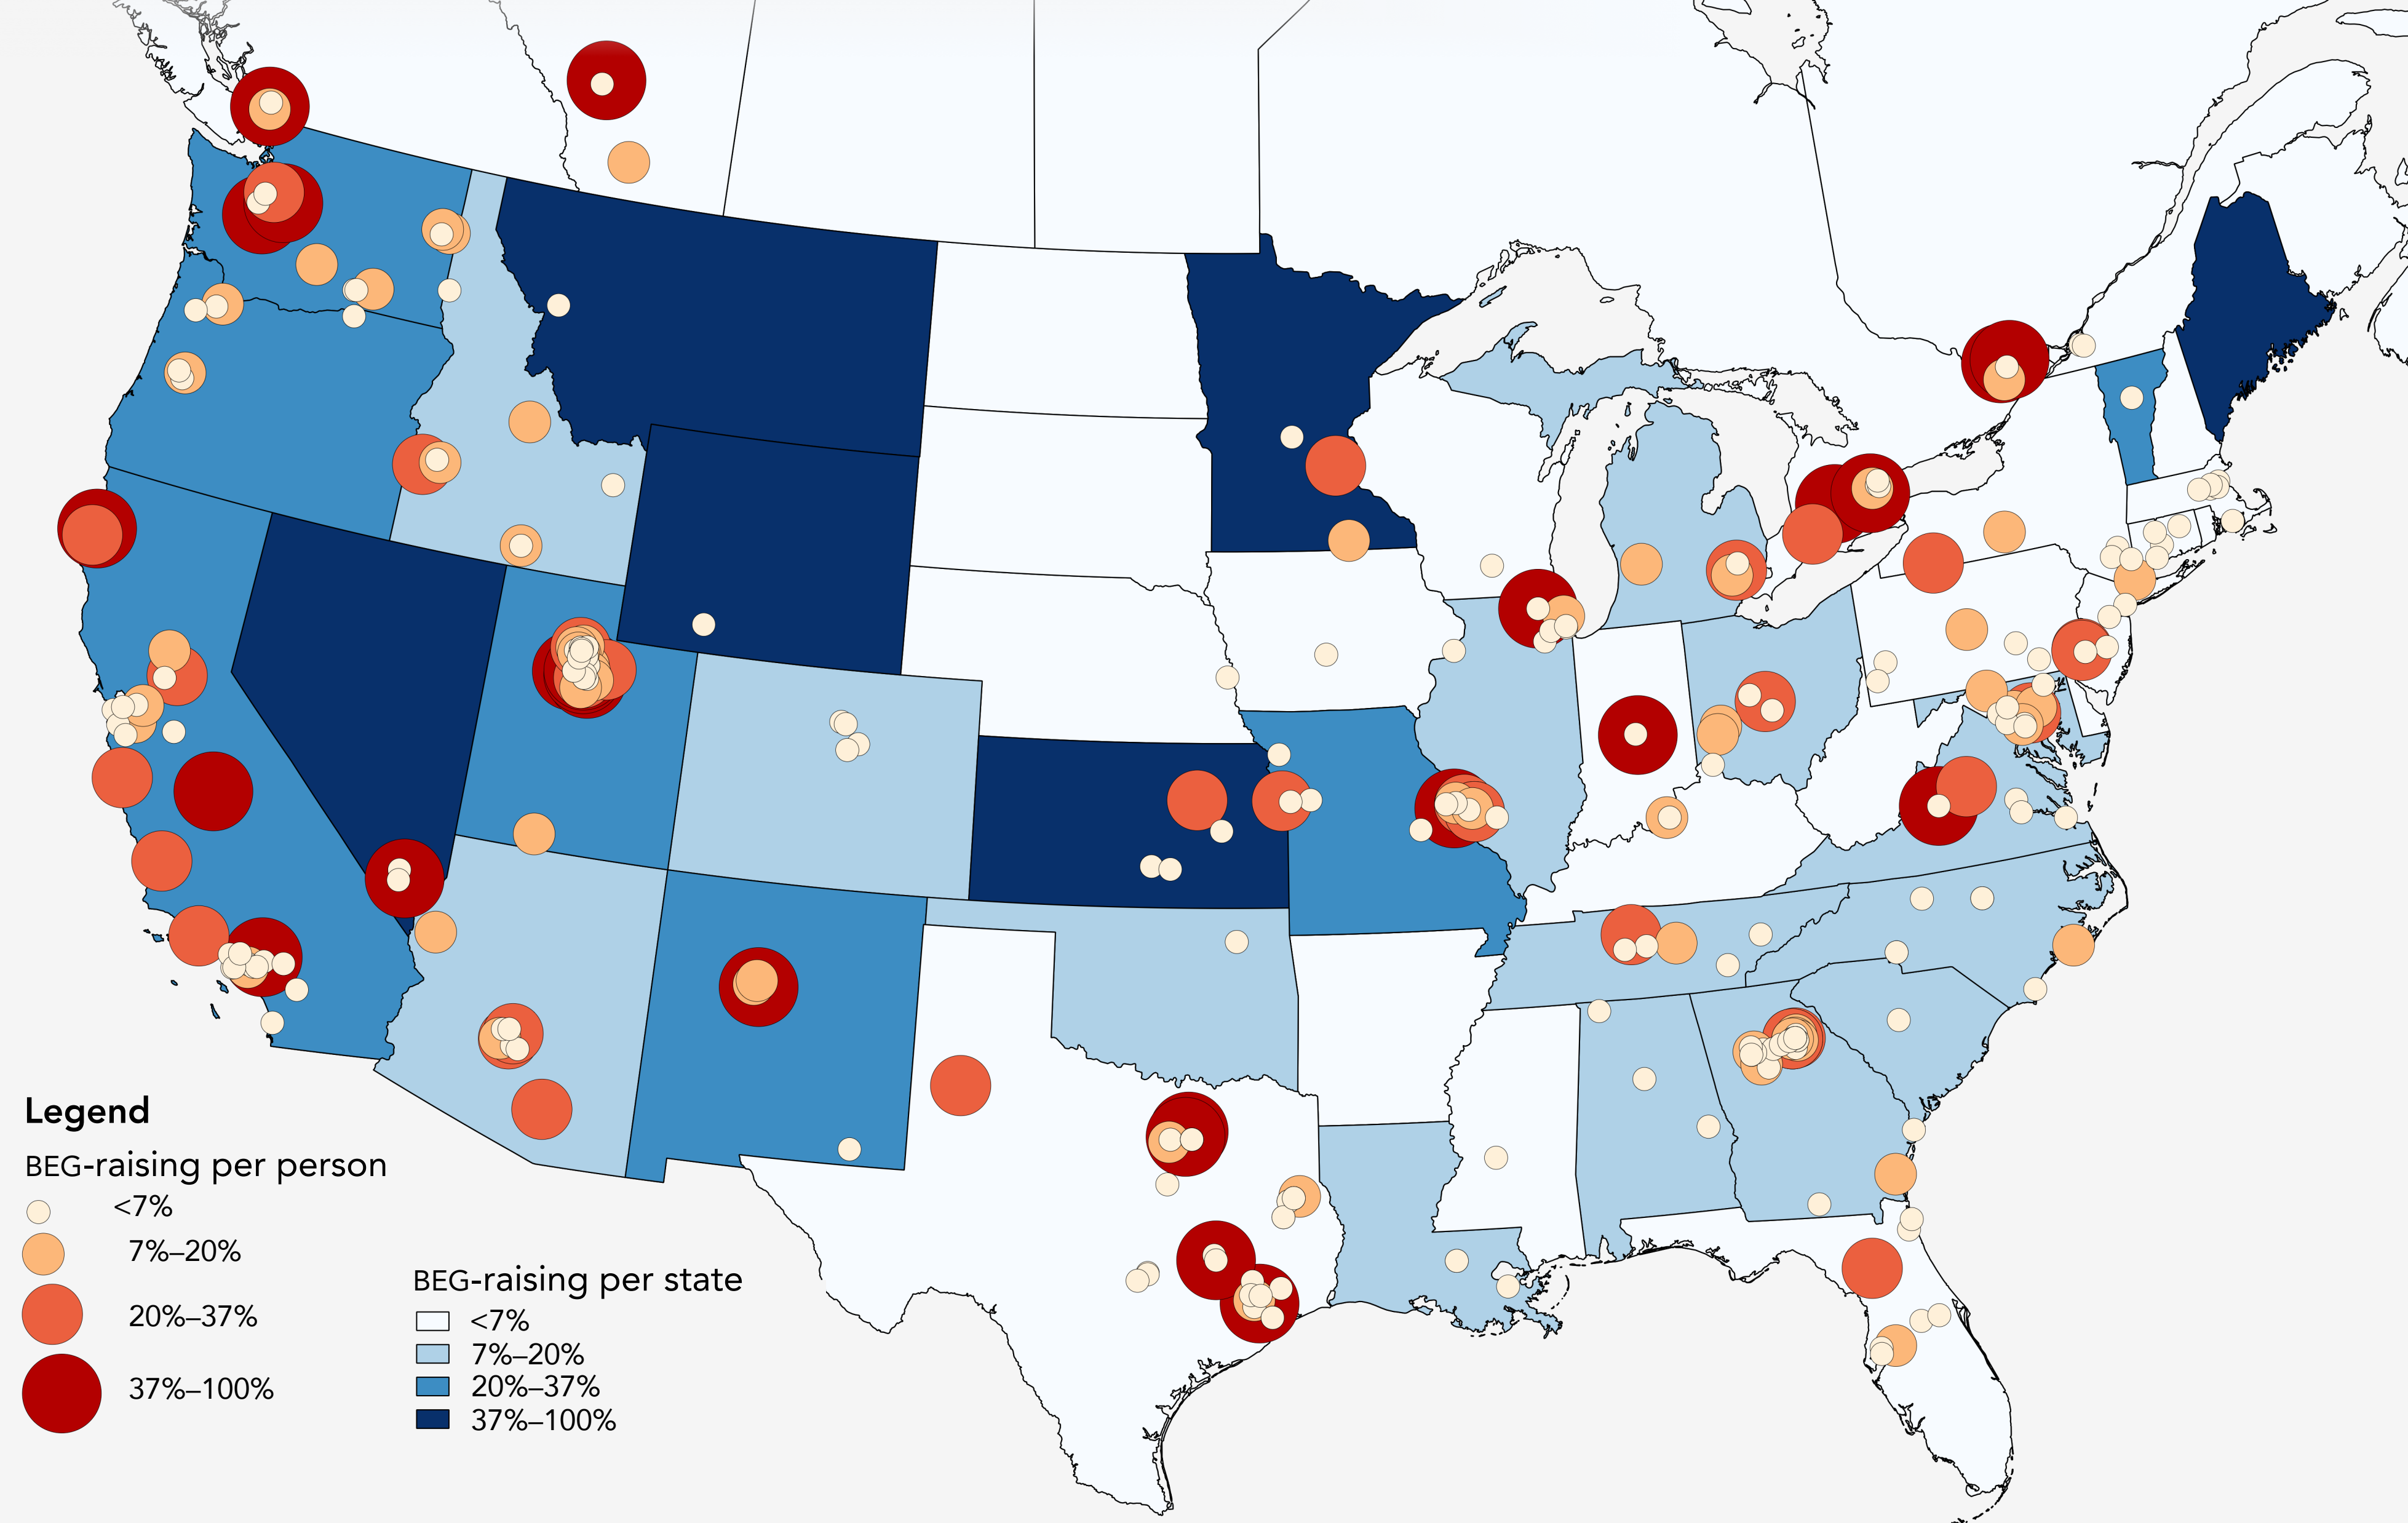 Legend
BEG-raising per person
<7%
7%–20%
20%–37%
37%–100%
BEG-raising per state
<7%
7%–20%
20%–37%
37%–100%